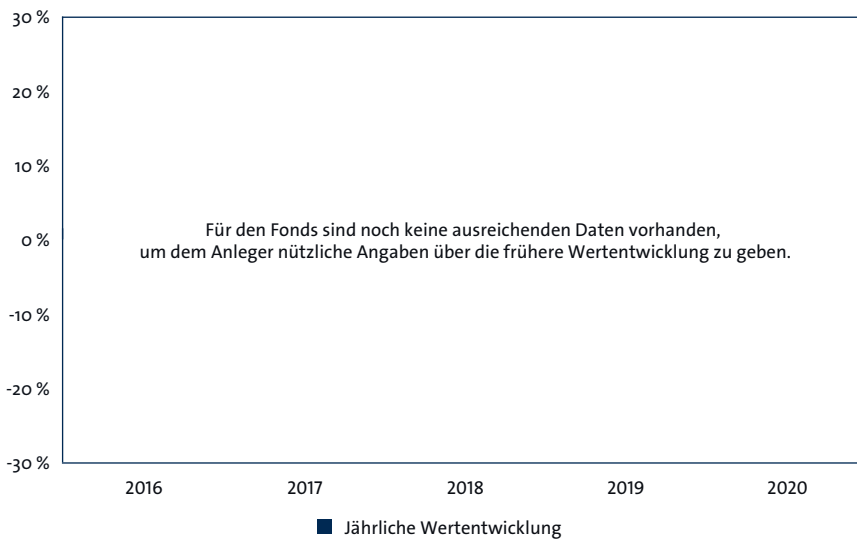 30 %
20 %
10 %
0 %
-10 %
-20 %
-30 %
Für den Fonds sind noch keine ausreichenden Daten vorhanden,
um dem Anleger nützliche Angaben über die frühere Wertentwicklung zu geben.
2016 2017 2018 2019 2020
Jährliche Wertentwicklung